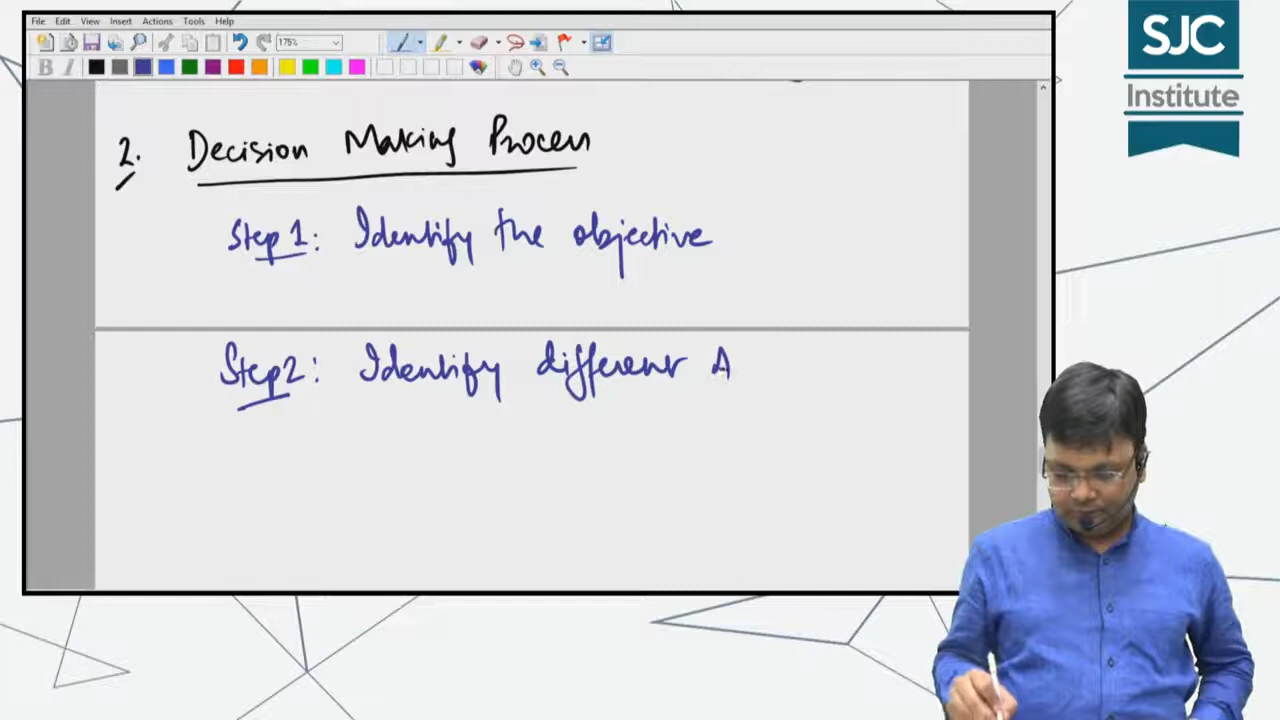 File Edit View Insert Actions Tools Help
175%
B I
SJC
Institute
2. Decision Making Process
Step 1: Identify the objective
Step 2: Identify different A